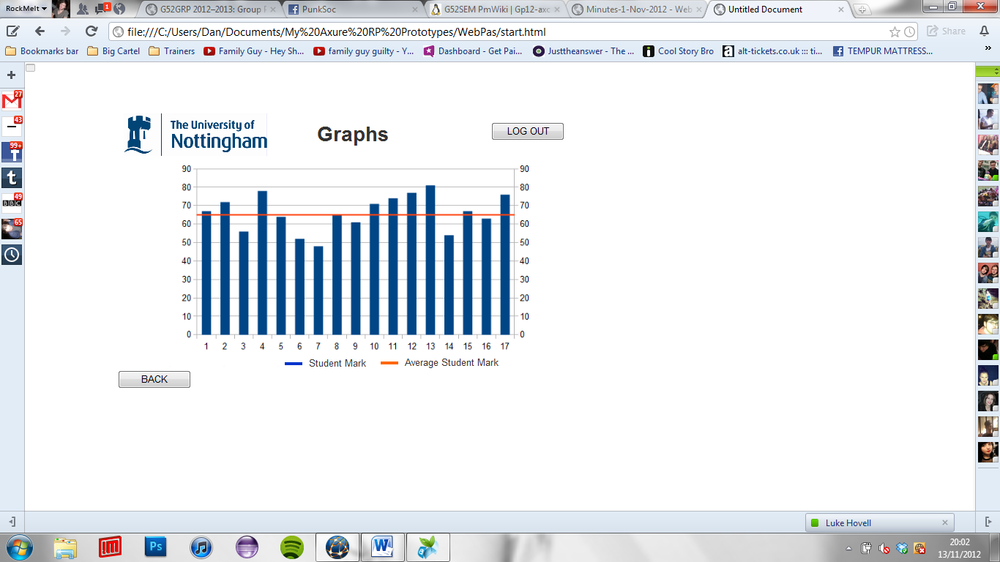 RockMelt
1
G52GRP 2012–2013: Group P
PunkSoc
G52SEM PmWiki | Gp12-axc
Minutes-1-Nov-2012 - Web
Untitled Document
file:///C:/Users/Dan/Documents/My%20Axure%20RP%20Prototypes/WebPas/start.html
Share
Bookmarks bar
Big Cartel
Trainers
Family Guy - Hey Sh...
family guy guilty - Y...
Dashboard - Get Pai...
Justtheanswer - The ...
Cool Story Bro
alt-tickets.co.uk ::: ti...
TEMPUR MATTRESS...
27
43
99+
49
BBC
65
The University of
Nottingham
Graphs
LOG OUT
90 90
80 80
70 70
60 60
50 50
40 40
30 30
20 20
10 10
0 0
1 2 3 4 5 6 7 8 9 10 11 12 13 14 15 16 17
Student Mark Average Student Mark
BACK
Luke Hovell
Ps
20:02
13/11/2012